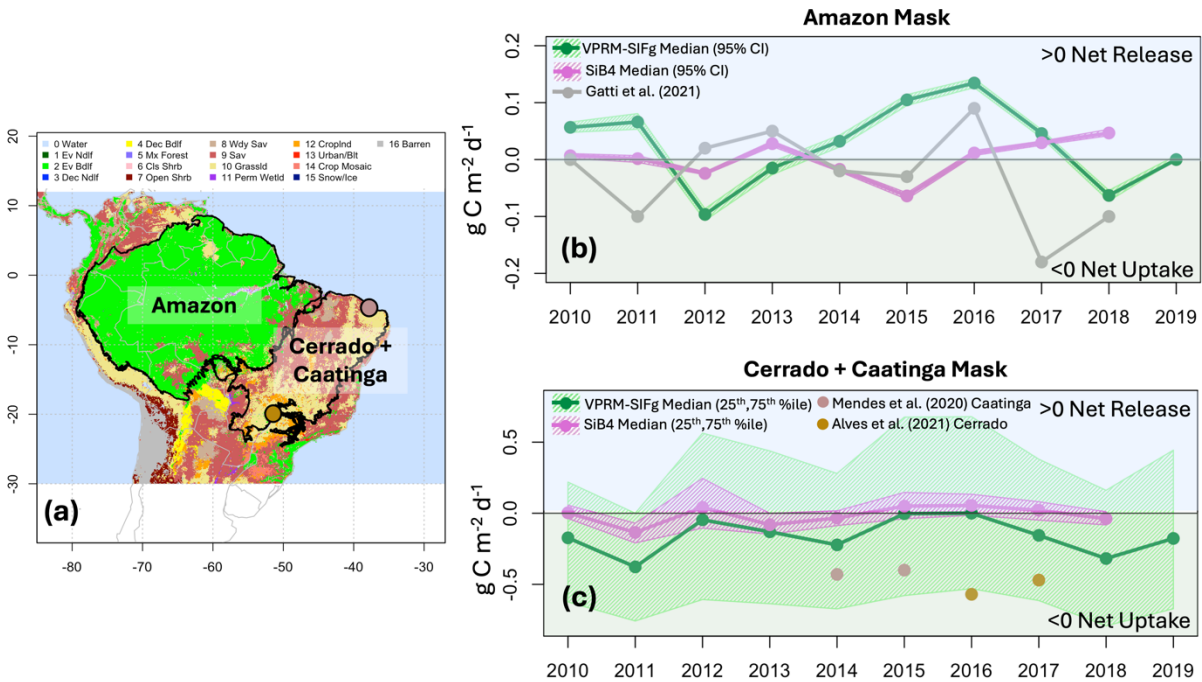 20
10
0
-10
-20
-30
-80
-70
-60
-50
-40
-30
0 Water
1 Ev Ndlf
2 Ev Bdlf
3 Dec Ndlf
4 Dec Bdlf
5 Mx Forest
6 Cls Shrb
7 Open Shrb
8 Wdy Sav
9 Sav
10 Grassld
11 Perm Wetld
12 Croplnd
13 Urban/Blt
14 Crop Mosaic
15 Snow/Ice
16 Barren
Amazon
Cerrado +
Caatinga
(a)
Amazon Mask
VPRM-SIFg Median (95% CI)
SiB4 Median (95% CI)
Gatti et al. (2021)
>0 Net Release
<0 Net Uptake
g C m-2 d-1
0.2
0.1
0.0
-0.1
-0.2
(b)
2010 2011 2012 2013 2014 2015 2016 2017 2018 2019
Cerrado + Caatinga Mask
VPRM-SIFg Median (25th,75th %ile)
SiB4 Median (25th,75th %ile)
Mendes et al. (2020) Caatinga
Alves et al. (2021) Cerrado
>0 Net Release
<0 Net Uptake
g C m-2 d-1
0.5
0.0
-0.5
(c)
2010 2011 2012 2013 2014 2015 2016 2017 2018 2019